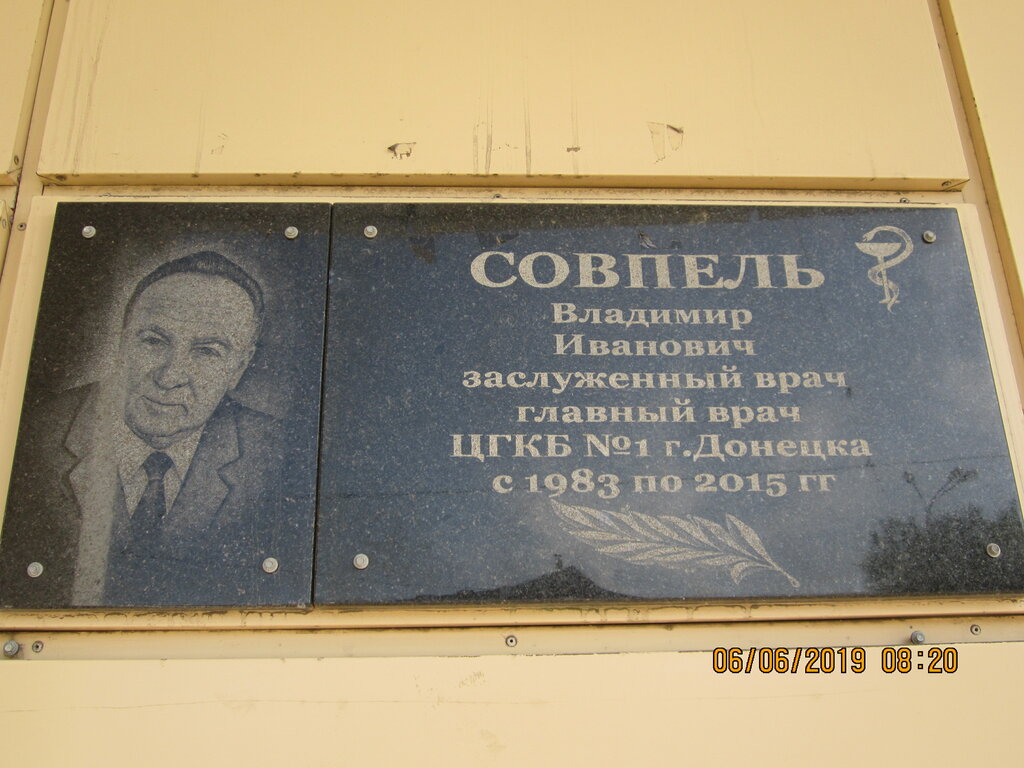 СОВПЕЛЬ
Владимир
Иванович
заслуженный врач
главный врач
ЦГКБ №1 г.Донецка
с 1983 по 2015 гг
06/06/2019 08:20